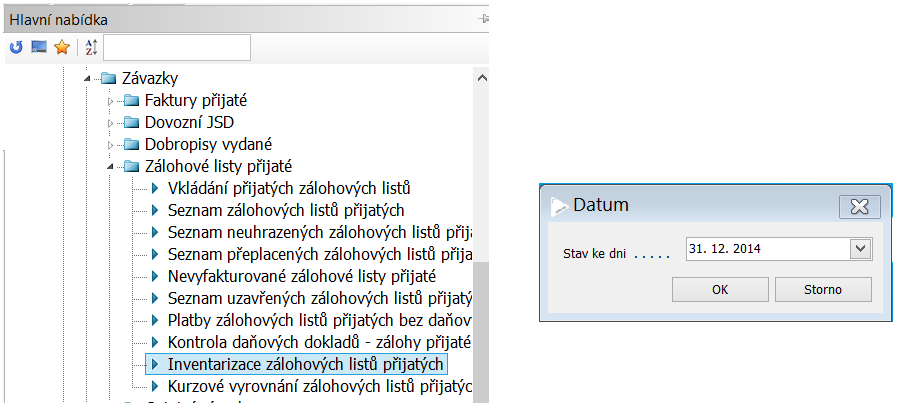 Hlavní nabídka
Závazky
Faktury přijaté
Dovozní JSD
Dobropisy vydané
Zálohové listy přijaté
Vkládání přijatých zálohových listů
Seznam zálohových listů přijatých
Seznam neuhrazených zálohových listů
Seznam přeplacených zálohových listů
Nevyfakturované zálohové listy přijaté
Seznam uzavřených zálohových listů přijatý
Platby zálohových listů přijatých bez daňov
Kontrola daňových dokladů - zálohy přijaté
Inventarizace zálohových listů přijatých
Kurzové vyrovnání zálohových listů přijatýc
Datum
Stav ke dni . . . . . 31. 12. 2014
OK Storno